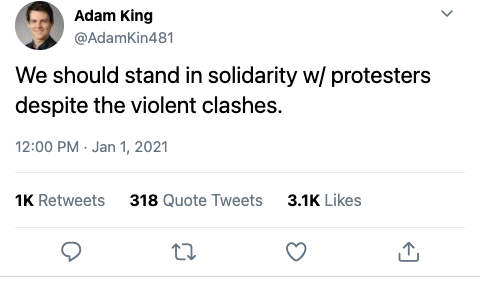 Adam King
@AdamKin481
We should stand in solidarity w/ protesters
despite the violent clashes.
12:00 PM · Jan 1, 2021
1K Retweets 318 Quote Tweets 3.1K Likes